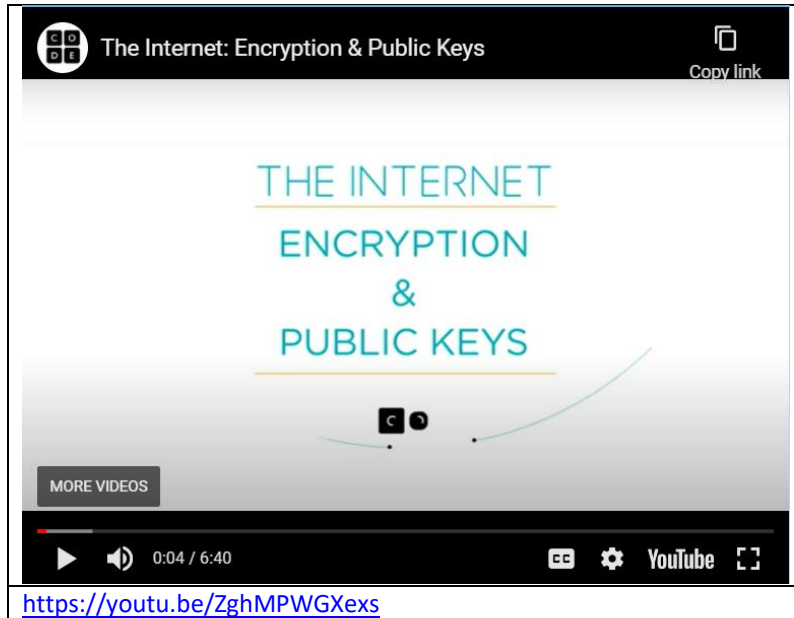 CODE
The Internet: Encryption & Public Keys
Copy link
THE INTERNET
ENCRYPTION
&
PUBLIC KEYS
C
MORE VIDEOS
0:04 / 6:40
CC
YouTube
https://youtu.be/ZghMPWGXexs